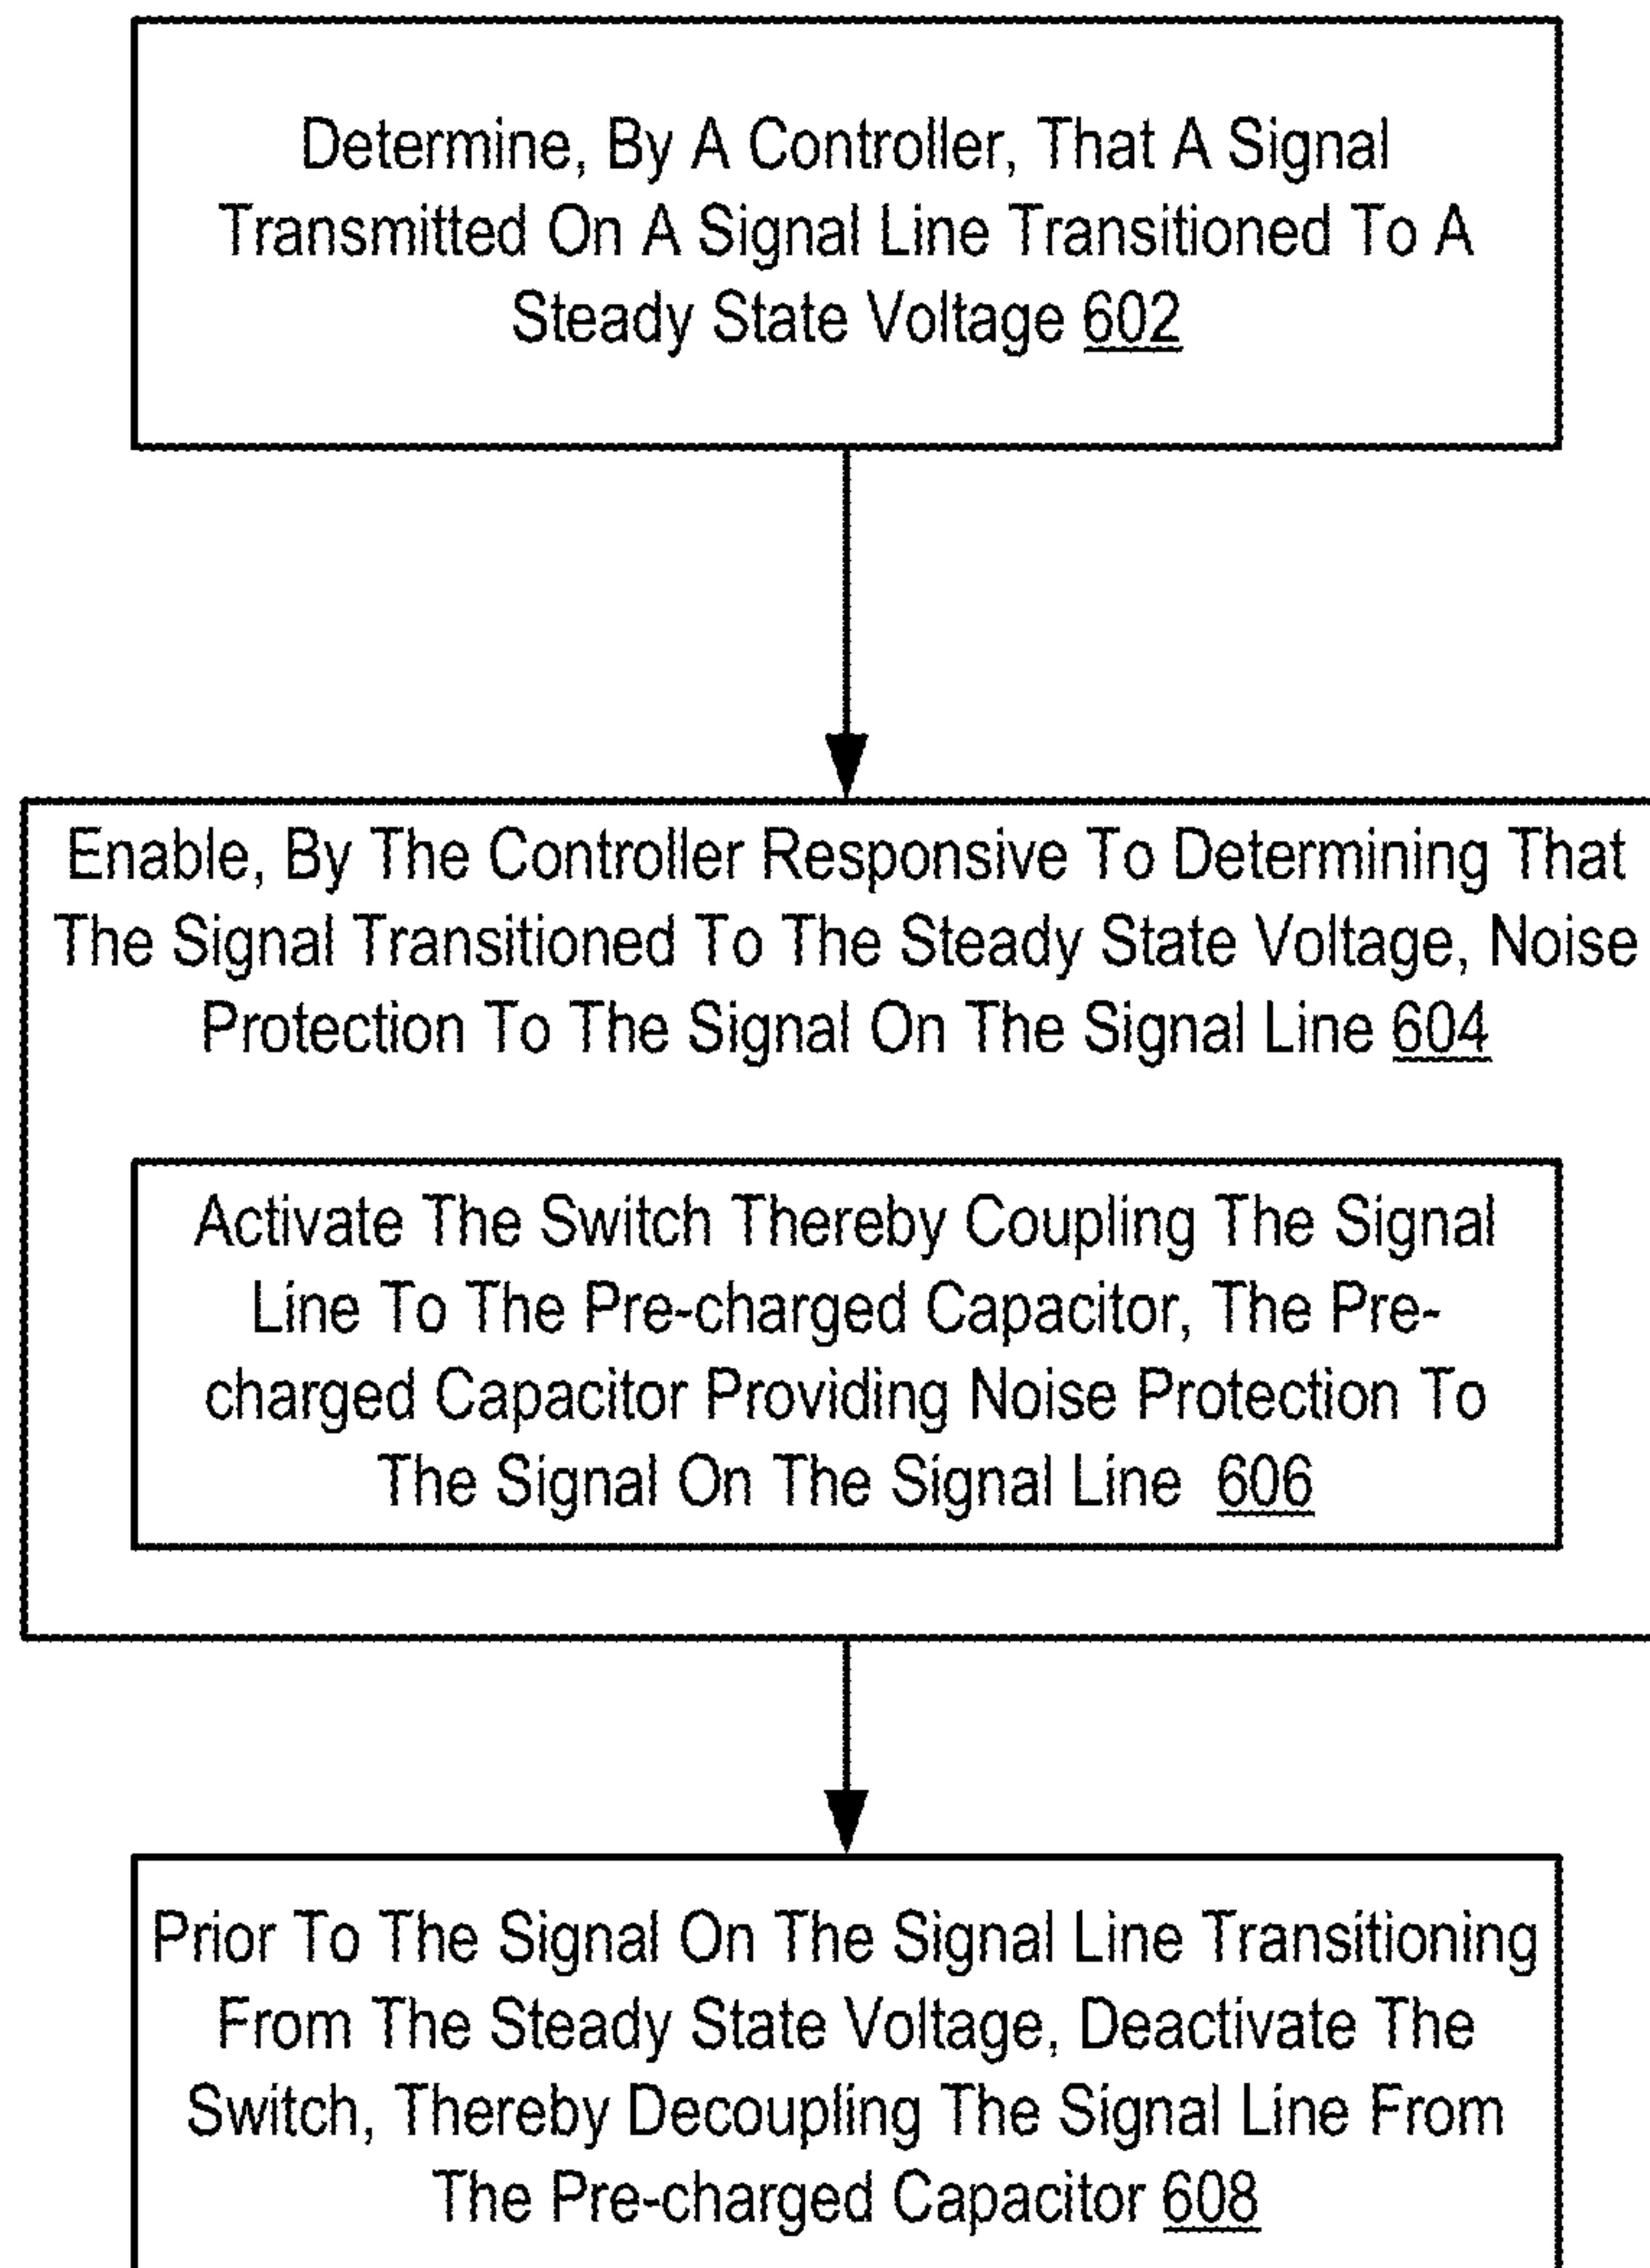 Determine, By A Controller, That A Signal
Transmitted On A Signal Line Transitioned To A
Steady State Voltage 602
Enable, By The Controller Responsive To Determining That
The Signal Transitioned To The Steady State Voltage, Noise
Protection To The Signal On The Signal Line 604
Activate The Switch Thereby Coupling The Signal
Line To The Pre-charged Capacitor, The Pre-
charged Capacitor Providing Noise Protection To
The Signal On The Signal Line 606
Prior To The Signal On The Signal Line Transitioning
From The Steady State Voltage, Deactivate The
Switch, Thereby Decoupling The Signal Line From
The Pre-charged Capacitor 608